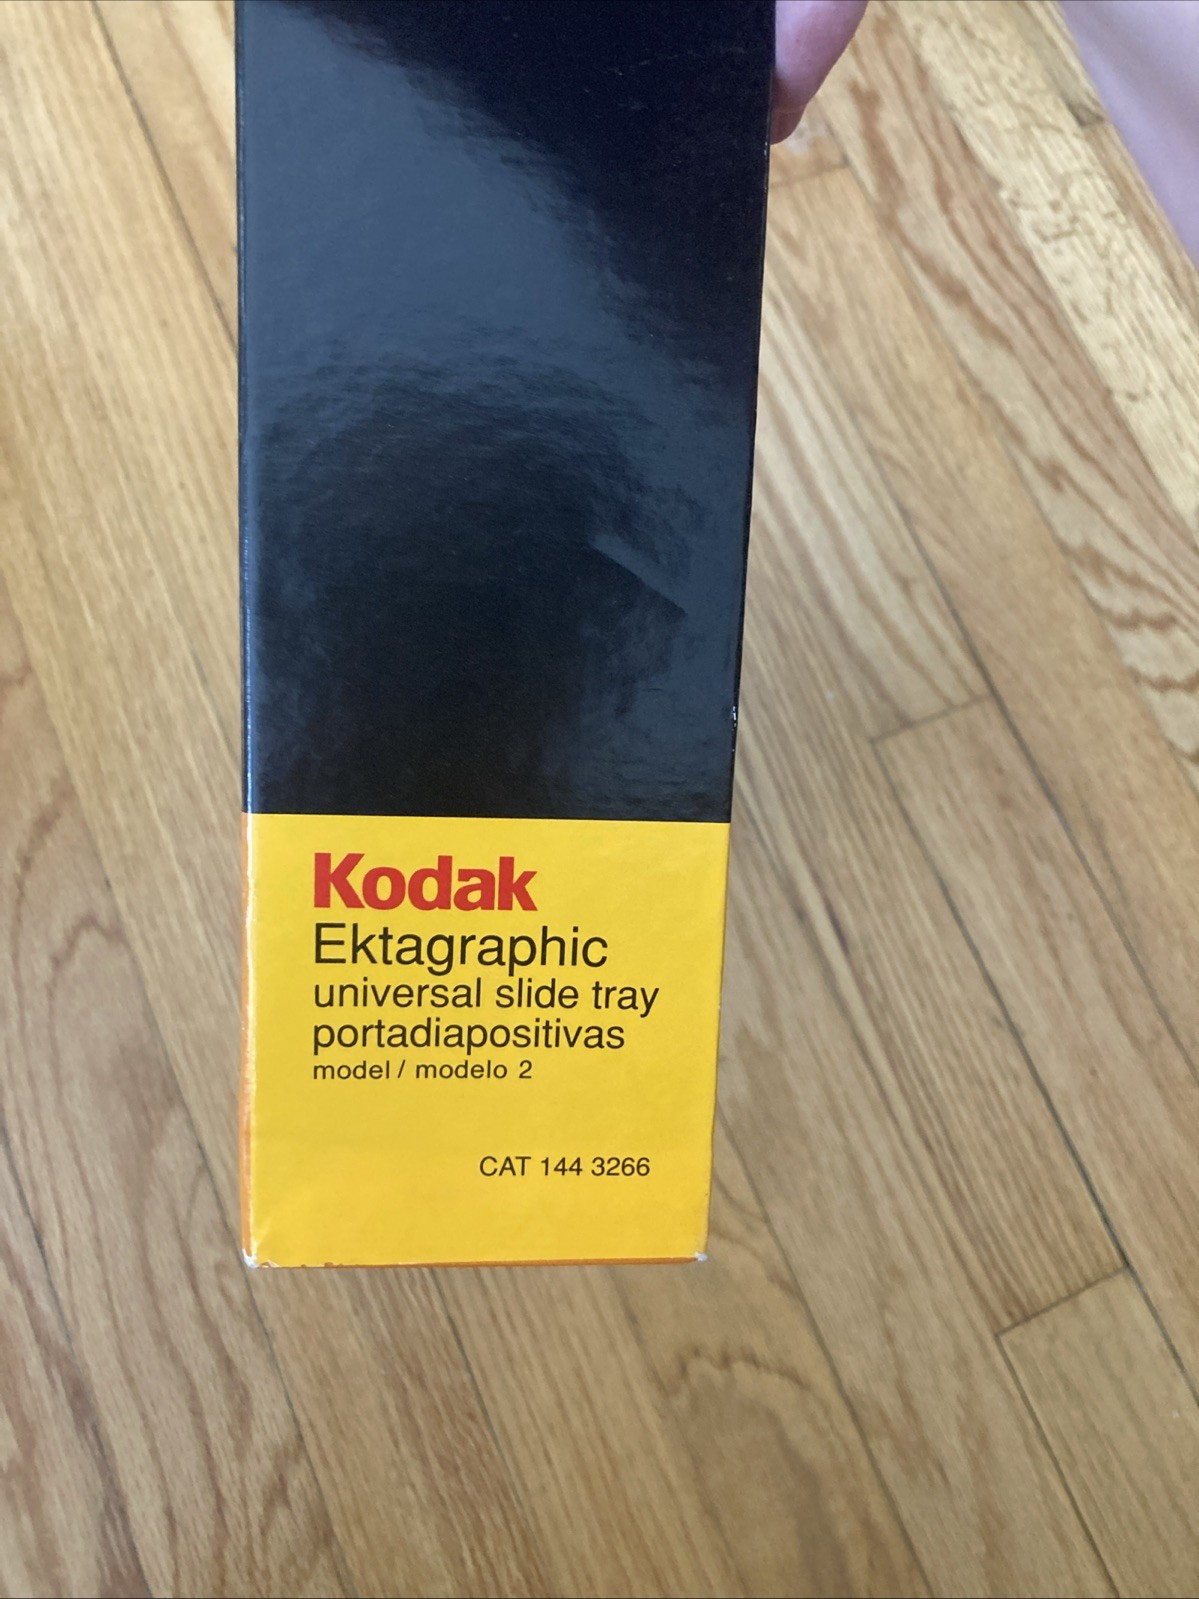 Kodak
Ektagraphic
universal slide tray
portadiapositivas
model / modelo 2
CAT 144 3266